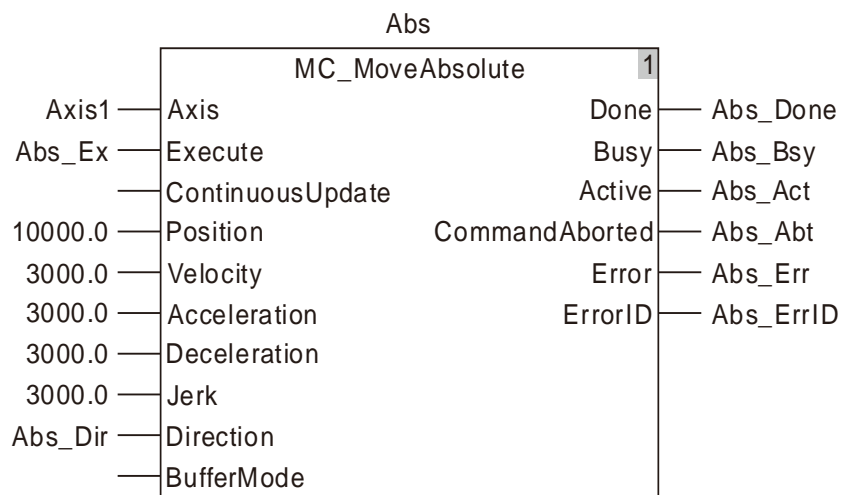 Abs
MC_MoveAbsolute 1
Axis1 Axis Done Abs_Done
Abs_Ex Execute Busy Abs_Bsy
ContinuousUpdate Active Abs_Act
10000.0 Position CommandAborted Abs_Abt
3000.0 Velocity Error Abs_Err
3000.0 Acceleration ErrorID Abs_ErrID
3000.0 Deceleration
3000.0 Jerk
Abs_Dir Direction
BufferMode